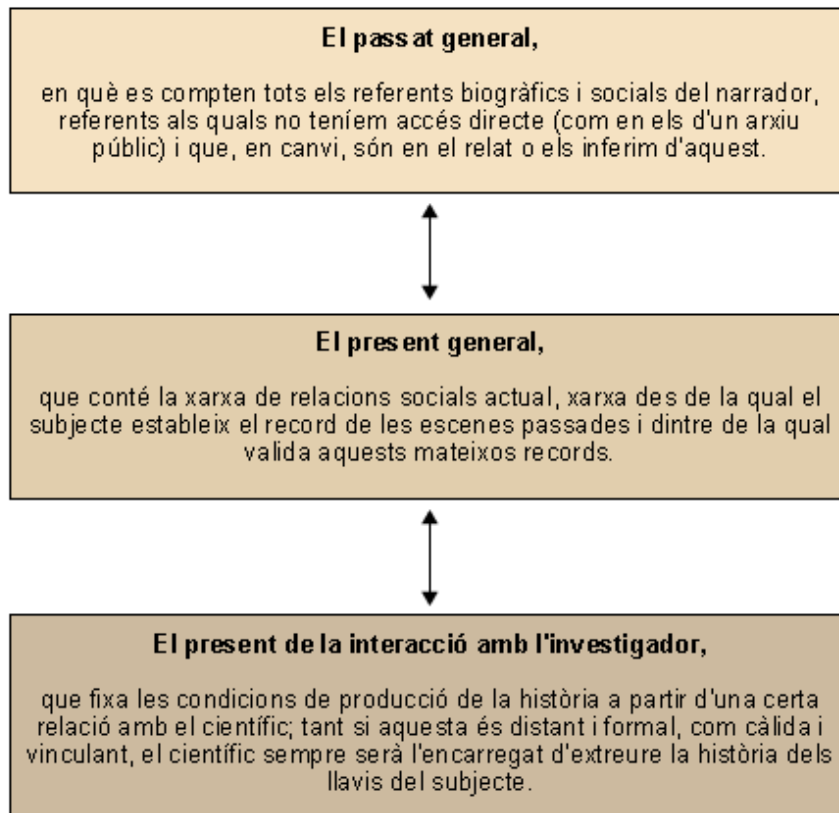 El passat general,
en què es compten tots els referents biogràfics i socials del narrador,
referents als quals no teníem accés directe (com en els d'un arxiu
públic) i que, en canvi, són en el relat o els inferim d'aquest.
El present general,
que conté la xarxa de relacions socials actual, xarxa des de la qual el
subjecte estableix el record de les escenes passades i dintre de la qual
valida aquests mateixos records.
El present de la interacció amb l'investigador,
que fixa les condicions de producció de la història a partir d'una certa
relació amb el científic; tant si aquesta és distant i formal, com càlida i
vinculant, el científic sempre serà l'encarregat d'extreure la història dels
llavis del subjecte.